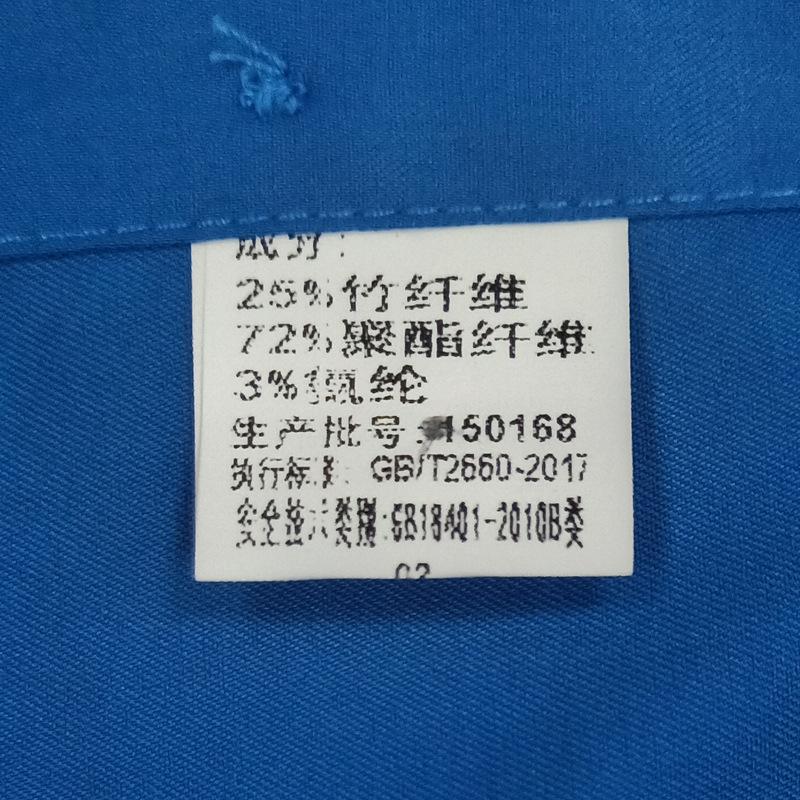 成分：
25%竹纤维
72%聚酯纤维
3%氨纶
生产批号：150168
执行标准：GB/T2660-2017
安全技术类别:GB18401-2010B类